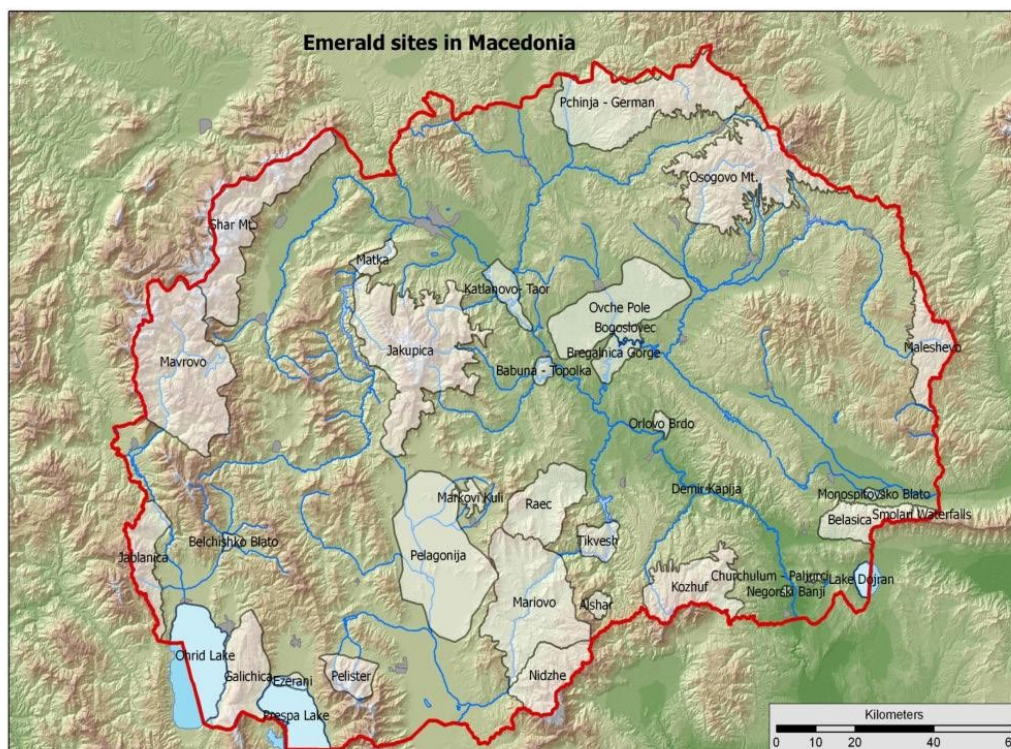 Emerald sites in Macedonia
Pchinja - German
Osogovo Mt.
Shar Mt.
Matka
Katlanovo- Taor
Ovche Pole
Bogoslovec
Bregalnica Gorge
Maleshevo
Mavrovo
Jakupica
Babuna - Topolka
Orlovo Brdo
Markovi Kuli
Raec
Demir Kapija
Monospitovsko Blato
Smolari Waterfalls
Belasica
Belchishko Blato
Jablanica
Pelagonija
Tikvesh
Mariovo
Alshar
Kozhuf
Churchulum - Paljurci
Lake Dojran
Negorski Banji
Ohrid Lake
Galichica
Ezerani
Pelister
Nidzhe
Prespa Lake
Kilometers
0 10 20 40 60